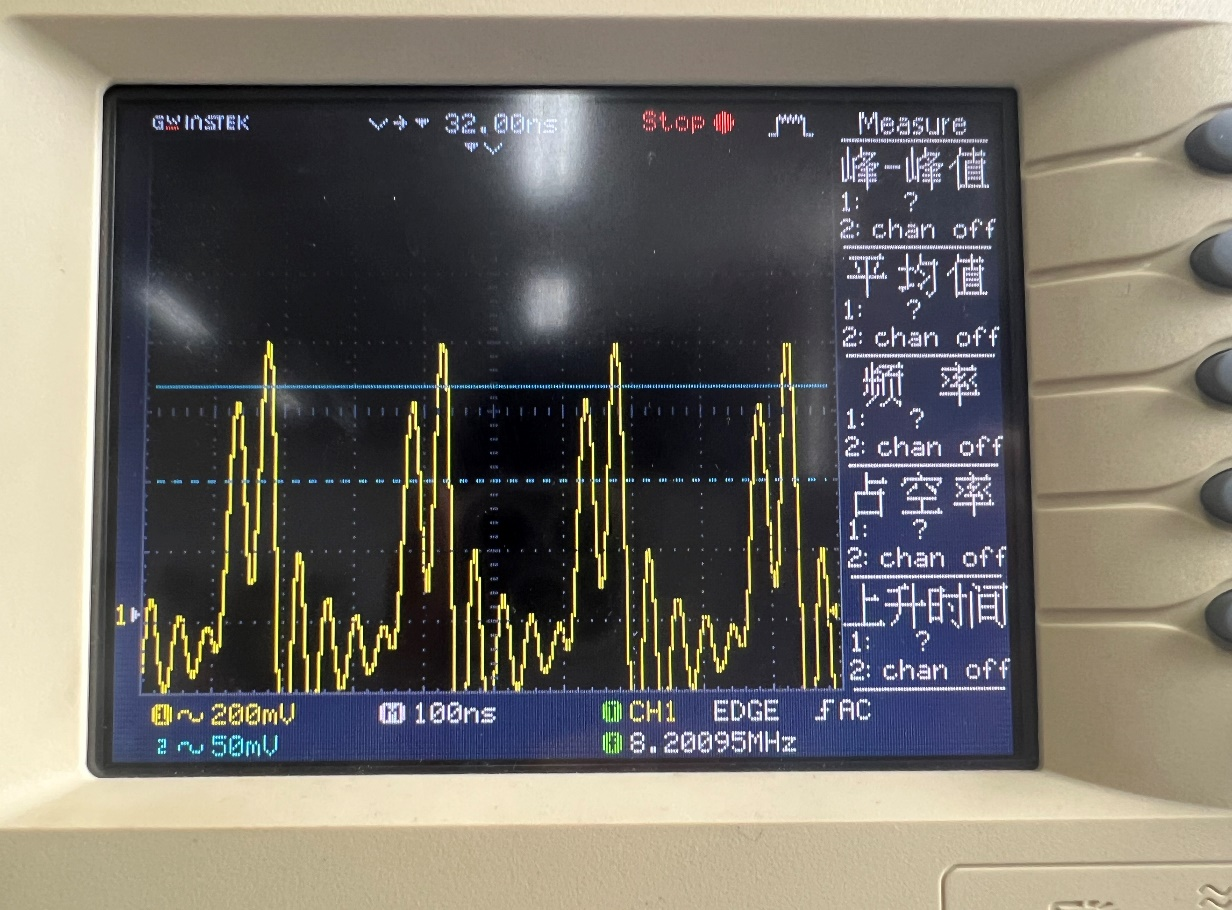 GWINSTEK 32.00ns Stop Measure
峰-峰值
1: ?
2: chan off
平均值
1: ?
2: chan off
频 率
1: ?
2: chan off
占空率
1: ?
2: chan off
上升时间
1: ?
2: chan off
1
1 200mV M 100ns T CH1 EDGE AC
2 50mV 8.20095MHz